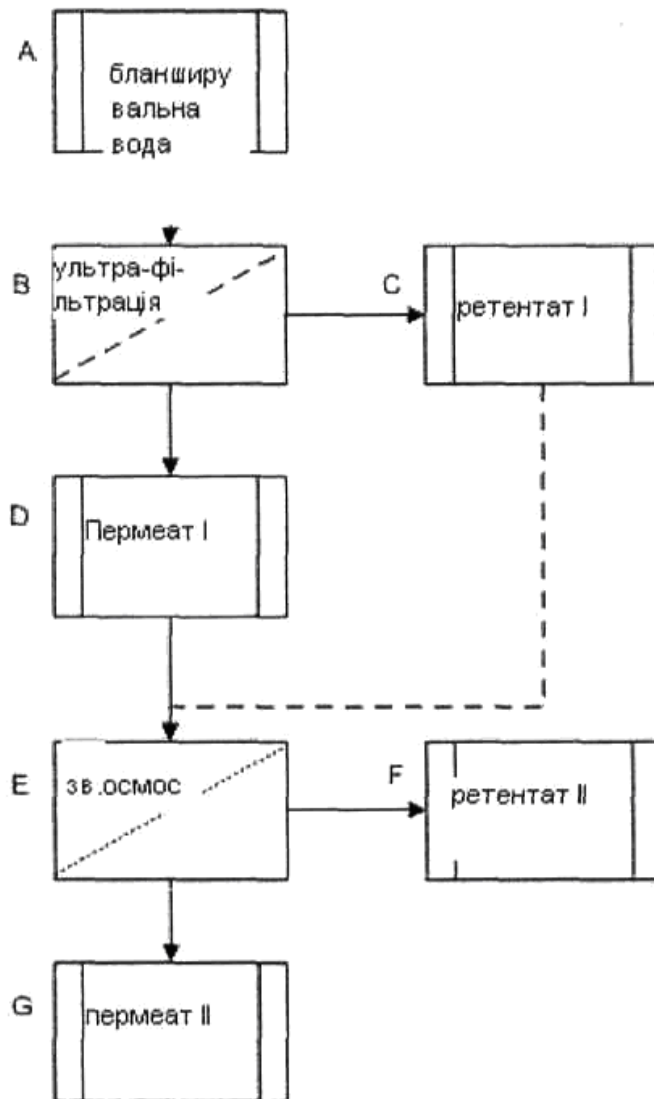 A
бланширу
вальна
вода
B
ультра-фі-
льтрація
C
ретентат I
D
Пермеат I
E
зв.осмос
F
ретентат II
G
пермеат II